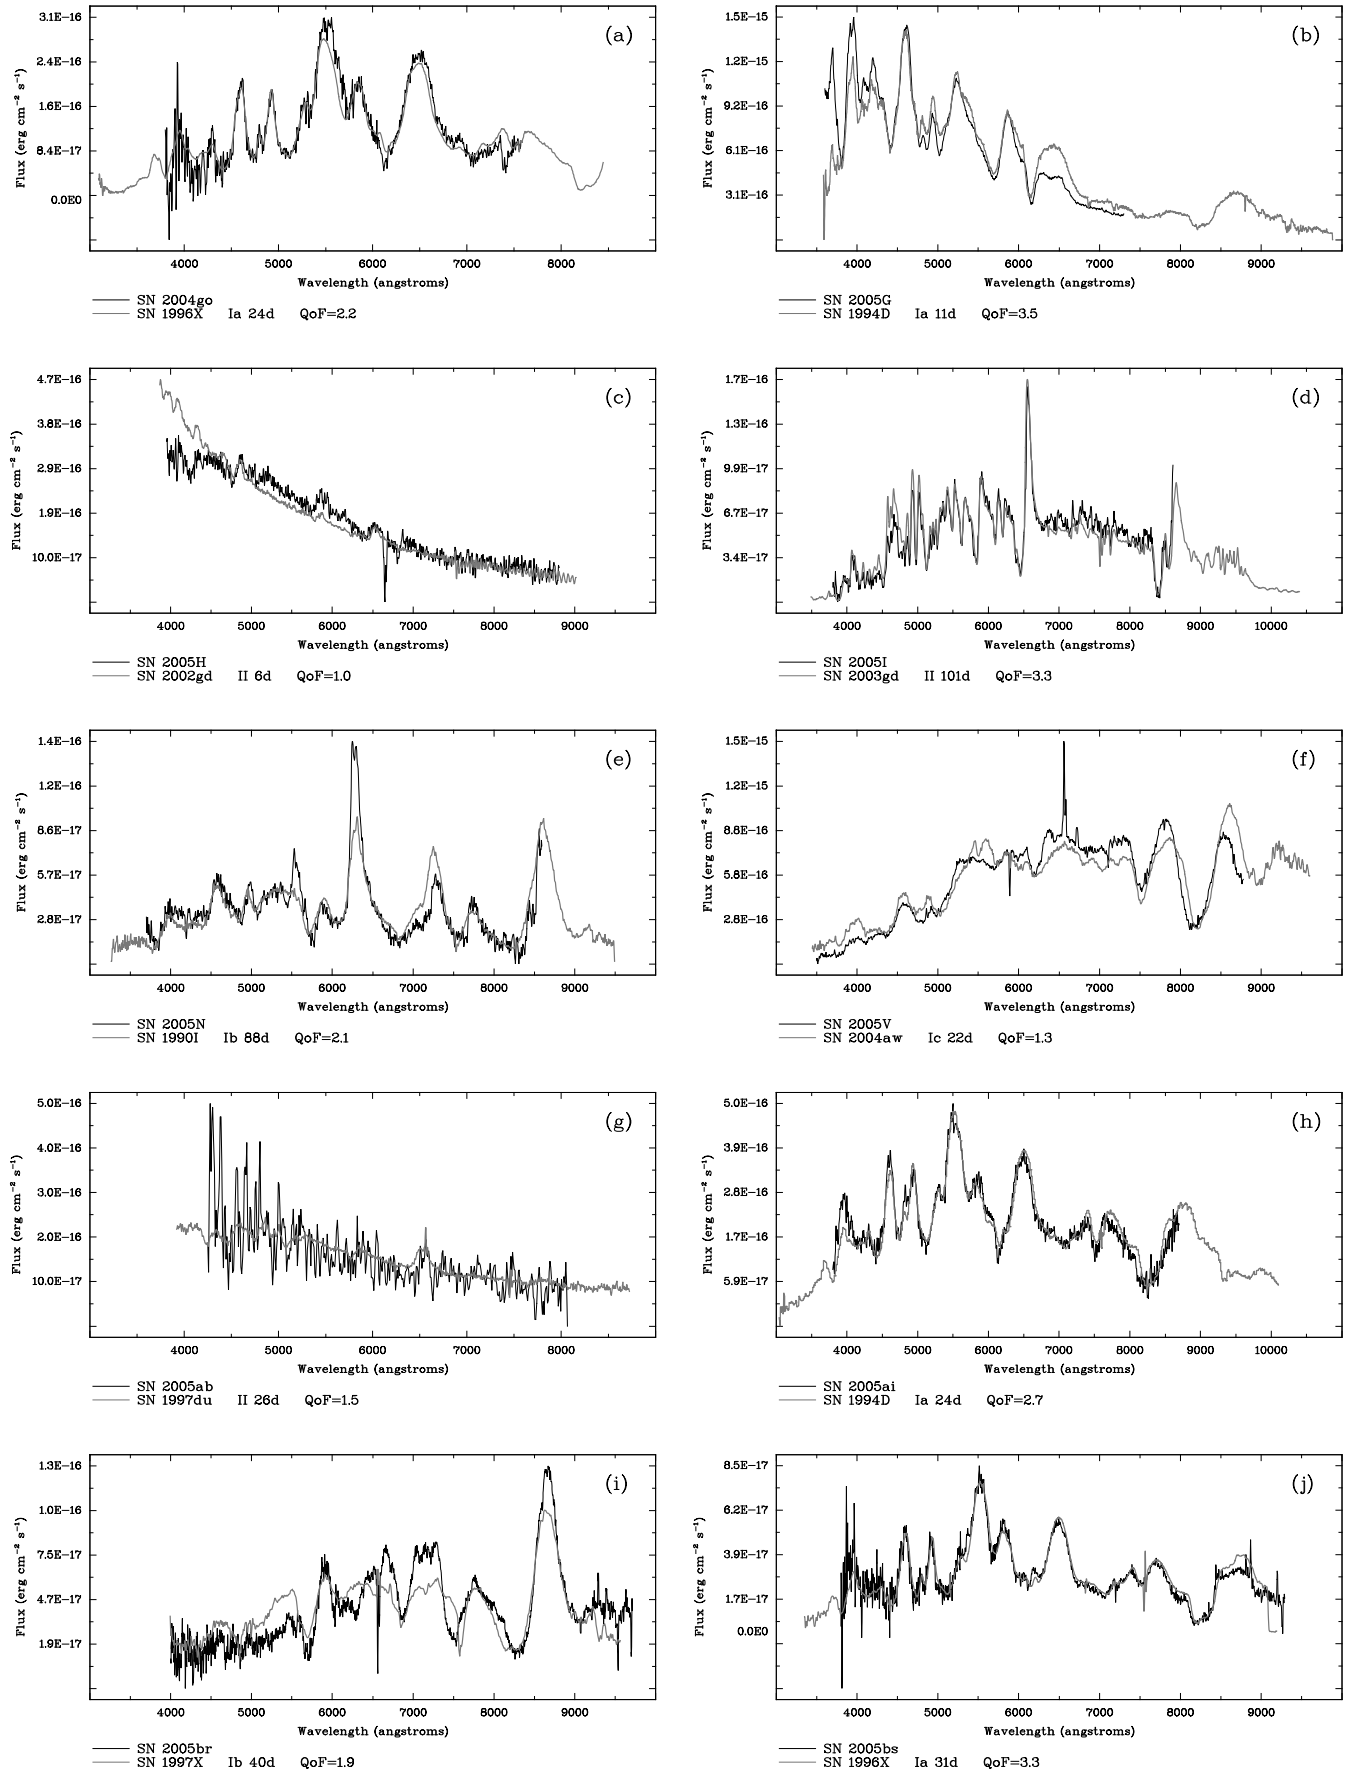 (a)
Flux (erg cm⁻² s⁻¹)
3.1E−16
2.4E−16
1.6E−16
8.4E−17
0.0E0
4000 5000 6000 7000 8000
Wavelength (angstroms)
SN 2004go
SN 1996X Ia 24d QoF=2.2
(b)
Flux (erg cm⁻² s⁻¹)
1.5E−15
1.2E−15
9.2E−16
6.1E−16
3.1E−16
4000 5000 6000 7000 8000 9000
Wavelength (angstroms)
SN 2005G
SN 1994D Ia 11d QoF=3.5
(c)
Flux (erg cm⁻² s⁻¹)
4.7E−16
3.8E−16
2.9E−16
1.9E−16
10.0E−17
4000 5000 6000 7000 8000 9000
Wavelength (angstroms)
SN 2005H
SN 2002gd II 6d QoF=1.0
(d)
Flux (erg cm⁻² s⁻¹)
1.7E−16
1.3E−16
9.9E−17
6.7E−17
3.4E−17
4000 5000 6000 7000 8000 9000 10000
Wavelength (angstroms)
SN 2005I
SN 2003gd II 101d QoF=3.3
(e)
Flux (erg cm⁻² s⁻¹)
1.4E−16
1.2E−16
8.6E−17
5.7E−17
2.8E−17
4000 5000 6000 7000 8000 9000
Wavelength (angstroms)
SN 2005N
SN 1990I Ib 88d QoF=2.1
(f)
Flux (erg cm⁻² s⁻¹)
1.5E−15
1.2E−15
8.8E−16
5.8E−16
2.8E−16
4000 5000 6000 7000 8000 9000
Wavelength (angstroms)
SN 2005V
SN 2004aw Ic 22d QoF=1.3
(g)
Flux (erg cm⁻² s⁻¹)
5.0E−16
4.0E−16
3.0E−16
2.0E−16
10.0E−17
4000 5000 6000 7000 8000
Wavelength (angstroms)
SN 2005ab
SN 1997du II 26d QoF=1.5
(h)
Flux (erg cm⁻² s⁻¹)
5.0E−16
3.9E−16
2.8E−16
1.7E−16
5.9E−17
4000 5000 6000 7000 8000 9000 10000
Wavelength (angstroms)
SN 2005ai
SN 1994D Ia 24d QoF=2.7
(i)
Flux (erg cm⁻² s⁻¹)
1.3E−16
1.0E−16
7.5E−17
4.7E−17
1.9E−17
4000 5000 6000 7000 8000 9000
Wavelength (angstroms)
SN 2005br
SN 1997X Ib 40d QoF=1.9
(j)
Flux (erg cm⁻² s⁻¹)
8.5E−17
6.2E−17
3.9E−17
1.7E−17
0.0E0
4000 5000 6000 7000 8000 9000
Wavelength (angstroms)
SN 2005bs
SN 1996X Ia 31d QoF=3.3